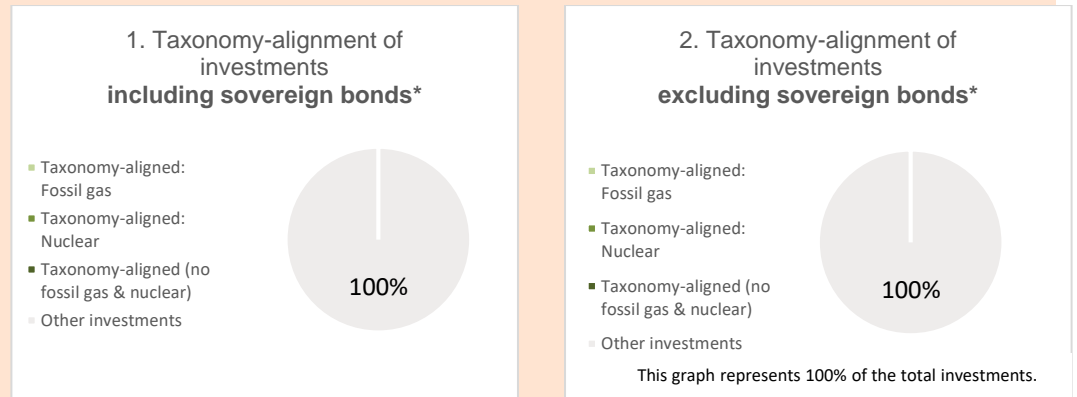 1. Taxonomy-alignment of
investments
including sovereign bonds*
Taxonomy-aligned:
Fossil gas
Taxonomy-aligned:
Nuclear
Taxonomy-aligned (no
fossil gas & nuclear)
Other investments
100%
2. Taxonomy-alignment of
investments
excluding sovereign bonds*
Taxonomy-aligned:
Fossil gas
Taxonomy-aligned:
Nuclear
Taxonomy-aligned (no
fossil gas & nuclear)
Other investments
100%
This graph represents 100% of the total investments.